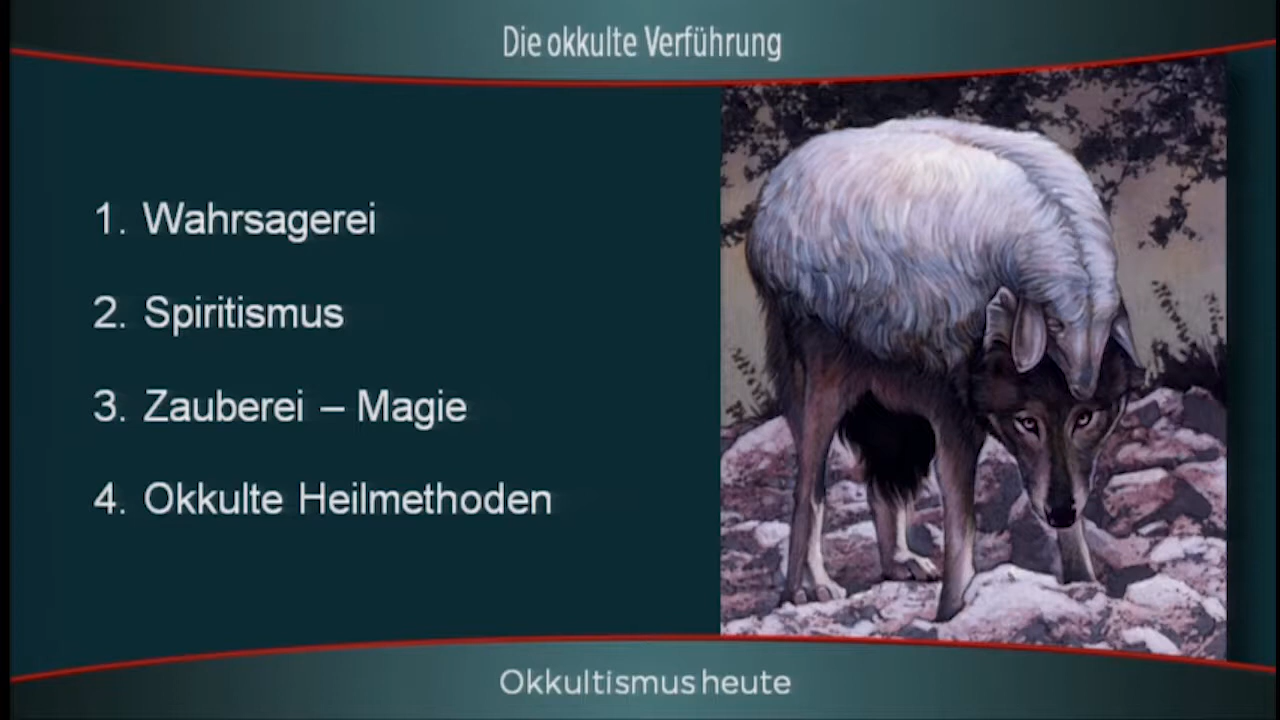 Die okkulte Verführung
1. Wahrsagerei
2. Spiritismus
3. Zauberei – Magie
4. Okkulte Heilmethoden
Okkultismus heute